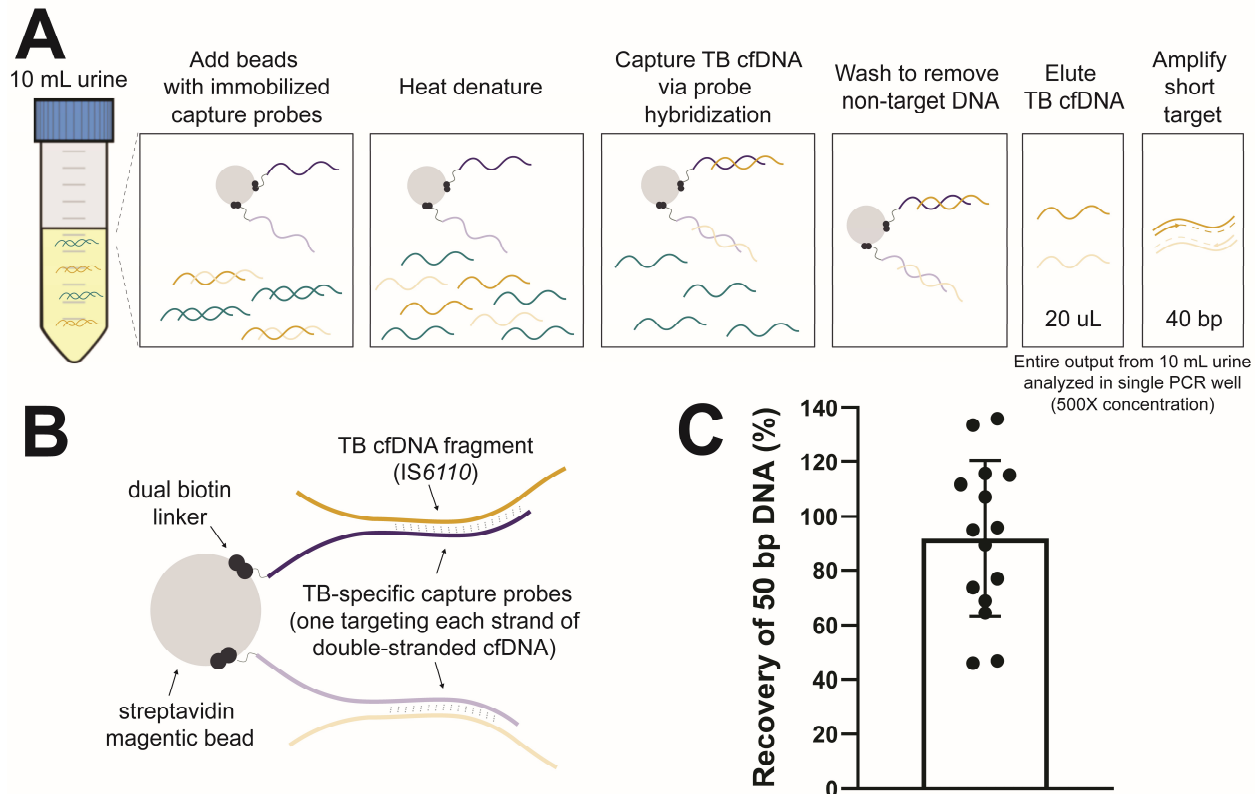 A
10 mL urine
Add beads
with immobilized
capture probes
Heat denature
Capture TB cfDNA
via probe
hybridization
Wash to remove
non-target DNA
Elute
TB cfDNA
Amplify
short
target
20 uL
40 bp
Entire output from 10 mL urine
analyzed in single PCR well
(500X concentration)
B
dual biotin
linker
TB cfDNA fragment
(IS6110)
TB-specific capture probes
(one targeting each strand of
double-stranded cfDNA)
streptavidin
magentic bead
C
Recovery of 50 bp DNA (%)
140
120
100
80
60
40
20
0